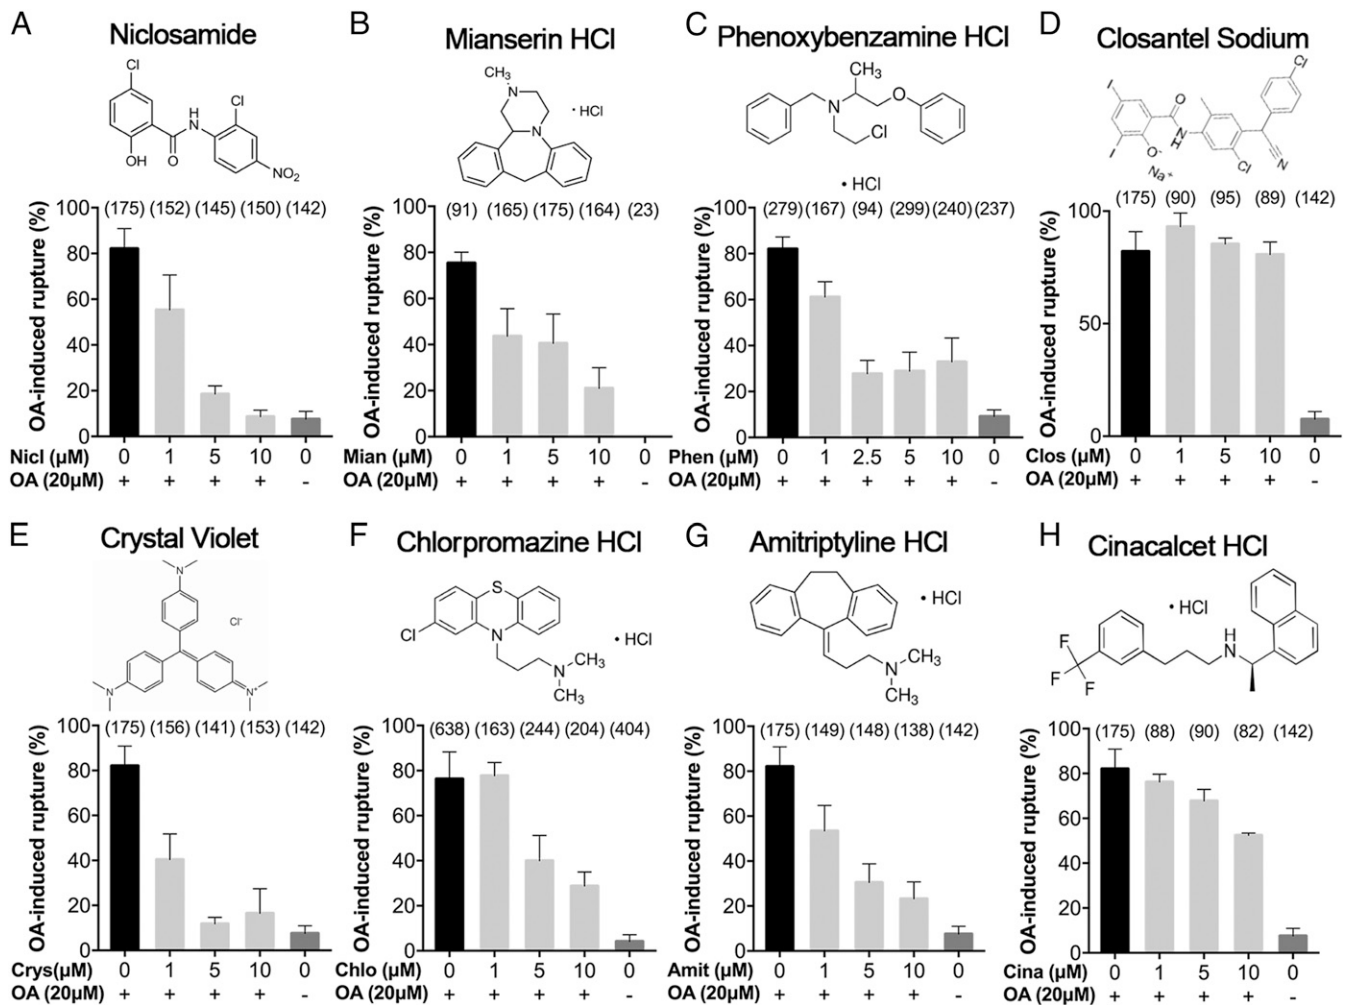 A
Niclosamide
Cl
Cl
H
N
OH
O
NO2
OA-induced rupture (%)
100
80
60
40
20
0
(175) (152) (145) (150) (142)
Nicl (µM) 0 1 5 10 0
OA (20µM) + + + + -
B
Mianserin HCl
CH3
N
• HCl
N
OA-induced rupture (%)
100
80
60
40
20
0
(91) (165) (175) (164) (23)
Mian (µM) 0 1 5 10 0
OA (20µM) + + + + -
C
Phenoxybenzamine HCl
CH3
N
O
Cl
• HCl
OA-induced rupture (%)
100
80
60
40
20
0
(279) (167) (94) (299) (240) (237)
Phen (µM) 0 1 2.5 5 10 0
OA (20µM) + + + + + -
D
Closantel Sodium
Cl
I
O
I
O-
N
H
Cl
N
Na+
OA-induced rupture (%)
100
50
0
(175) (90) (95) (89) (142)
Clos (µM) 0 1 5 10 0
OA (20µM) + + + + -
E
Crystal Violet
N
Cl-
N
N+
OA-induced rupture (%)
100
80
60
40
20
0
(175) (156) (141) (153) (142)
Crys(µM) 0 1 5 10 0
OA (20µM) + + + + -
F
Chlorpromazine HCl
S
Cl
N
• HCl
CH3
N
CH3
OA-induced rupture (%)
100
80
60
40
20
0
(638) (163) (244) (204) (404)
Chlo (µM) 0 1 5 10 0
OA (20µM) + + + + -
G
Amitriptyline HCl
• HCl
CH3
N
CH3
OA-induced rupture (%)
100
80
60
40
20
0
(175) (149) (148) (138) (142)
Amit (µM) 0 1 5 10 0
OA (20µM) + + + + -
H
Cinacalcet HCl
• HCl
H
N
F
F
F
OA-induced rupture (%)
100
80
60
40
20
0
(175) (88) (90) (82) (142)
Cina (µM) 0 1 5 10 0
OA (20µM) + + + + -